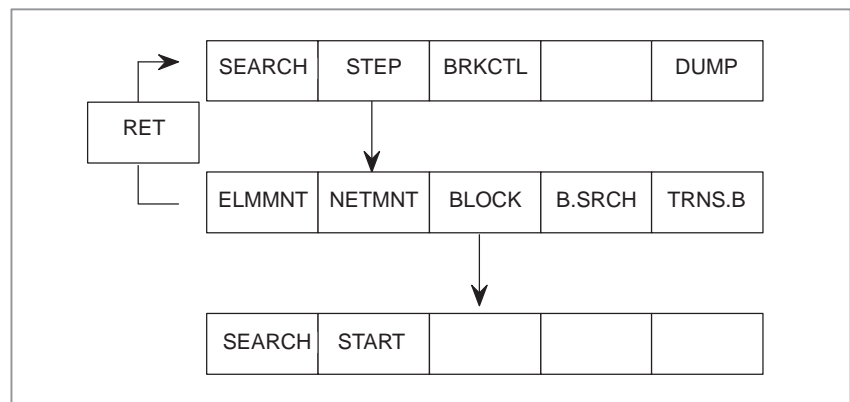 SEARCH STEP BRKCTL DUMP
RET
ELMMNT NETMNT BLOCK B.SRCH TRNS.B
SEARCH START